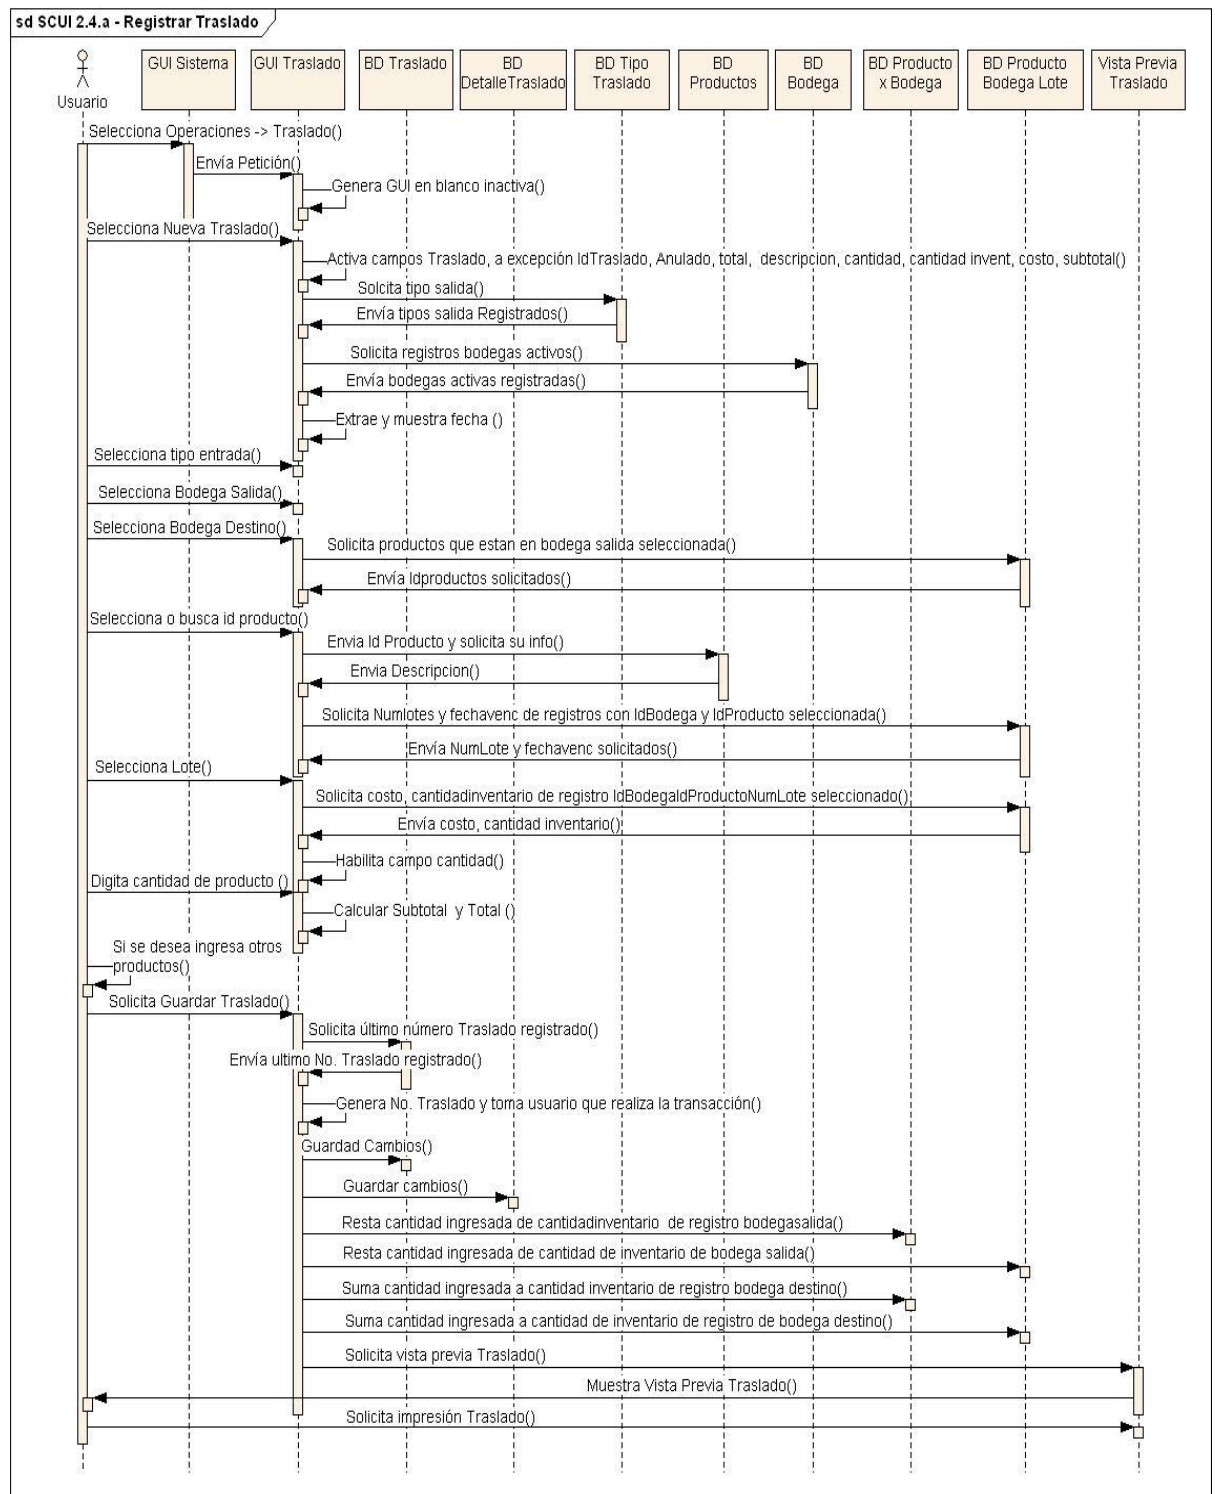 sd SCUI 2.4.a - Registrar Traslado
Usuario
GUI Sistema
GUI Traslado
BD Traslado
BD
DetalleTraslado
BD Tipo
Traslado
BD
Productos
BD
Bodega
BD Producto
x Bodega
BD Producto
Bodega Lote
Vista Previa
Traslado
Selecciona Operaciones -> Traslado()
Envía Petición()
Genera GUI en blanco inactiva()
Selecciona Nueva Traslado()
Activa campos Traslado, a excepción IdTraslado, Anulado, total,  descripcion, cantidad, cantidad invent, costo, subtotal()
Solcita tipo salida()
Envía tipos salida Registrados()
Solicita registros bodegas activos()
Envía bodegas activas registradas()
Extrae y muestra fecha ()
Selecciona tipo entrada()
Selecciona Bodega Salida()
Selecciona Bodega Destino()
Solicita productos que estan en bodega salida seleccionada()
Envía Idproductos solicitados()
Selecciona o busca id producto()
Envia Id Producto y solicita su info()
Envia Descripcion()
Solicita Numlotes y fechavenc de registros con IdBodega y IdProducto seleccionada()
Envía NumLote y fechavenc solicitados()
Selecciona Lote()
Solicita costo, cantidadinventario de registro IdBodegaIdProductoNumLote seleccionado()
Envía costo, cantidad inventario()
Habilita campo cantidad()
Digita cantidad de producto ()
Calcular Subtotal  y Total ()
Si se desea ingresa otros
productos()
Solicita Guardar Traslado()
Solicita último número Traslado registrado()
Envía ultimo No. Traslado registrado()
Genera No. Traslado y toma usuario que realiza la transacción()
Guardad Cambios()
Guardar cambios()
Resta cantidad ingresada de cantidadinventario  de registro bodegasalida()
Resta cantidad ingresada de cantidad de inventario de bodega salida()
Suma cantidad ingresada a cantidad inventario de registro bodega destino()
Suma cantidad ingresada a cantidad de inventario de registro de bodega destino()
Solicita vista previa Traslado()
Muestra Vista Previa Traslado()
Solicita impresión Traslado()